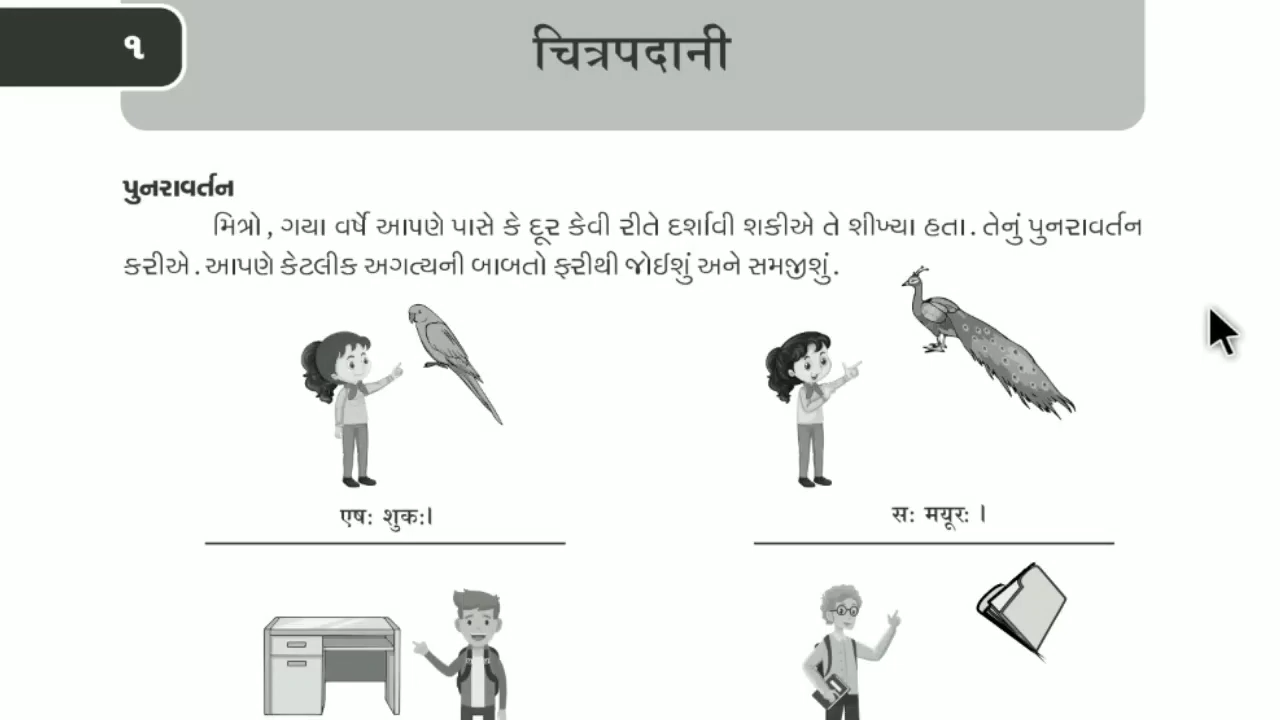 ૧
चित्रपदानी
પુનરાવર્તન
મિત્રો, ગયા વર્ષે આપણે પાસે કે દૂર કેવી રીતે દર્શાવી શકીએ તે શીખ્યા હતા. તેનું પુનરાવર્તન
કરીએ. આપણે કેટલીક અગત્યની બાબતો ફરીથી જોઈશું અને સમજીશું.
एषः शुकः।
सः मयूरः ।